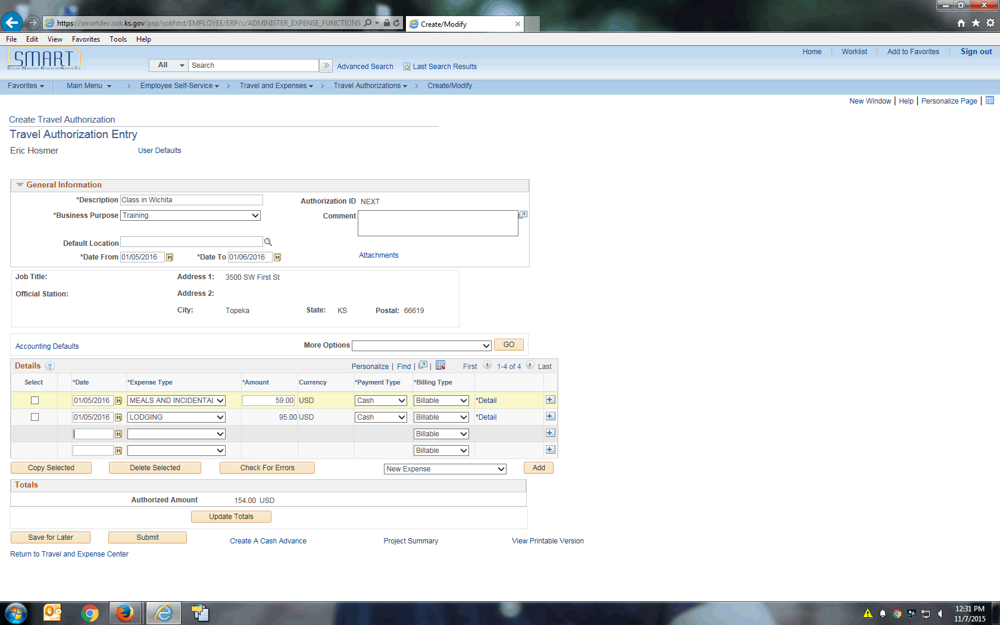 https://smartdev.sok.ks.gov/psp/sokfstst/EMPLOYEE/ERP/c/ADMINISTER_EXPENSE_FUNCTIONS
Create/Modify
File Edit View Favorites Tools Help
SMART
All Search Advanced Search Last Search Results
Home Worklist Add to Favorites Sign out
Favorites Main Menu > Employee Self-Service > Travel and Expenses > Travel Authorizations > Create/Modify
New Window | Help | Personalize Page |
Create Travel Authorization
Travel Authorization Entry
Eric Hosmer User Defaults
General Information
*Description Class in Wichita Authorization ID NEXT
*Business Purpose Training Comment
Default Location
*Date From 01/05/2016 31 *Date To 01/06/2016 31 Attachments
Job Title: Address 1: 3500 SW First St
Official Station: Address 2:
City: Topeka State: KS Postal: 66619
Accounting Defaults More Options GO
Details ? Personalize | Find | | First 1-4 of 4 Last
Select *Date *Expense Type *Amount Currency *Payment Type *Billing Type
01/05/2016 31 MEALS AND INCIDENTAL 59.00 USD Cash Billable *Detail
01/05/2016 31 LODGING 95.00 USD Cash Billable *Detail
31 Billable
31 Billable
Copy Selected Delete Selected Check For Errors New Expense Add
Totals
Authorized Amount 154.00 USD
Update Totals
Save for Later Submit Create A Cash Advance Project Summary View Printable Version
Return to Travel and Expense Center
12:31 PM
11/7/2015